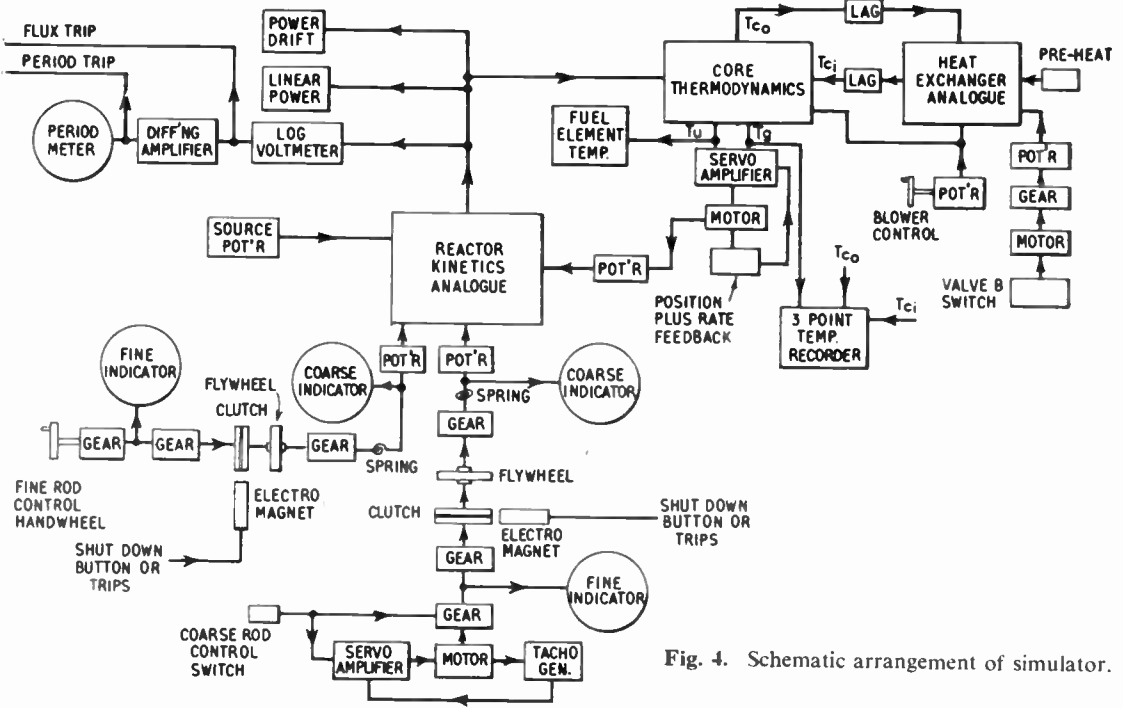 FLUX TRIP
PERIOD TRIP
POWER
DRIFT
LINEAR
POWER
PERIOD
METER
DIFF'NG
AMPLIFIER
LOG
VOLTMETER
LAG
Tco
CORE
THERMODYNAMICS
Tci
LAG
HEAT
EXCHANGER
ANALOGUE
PRE-HEAT
FUEL
ELEMENT
TEMP.
Tu
Tg
SERVO
AMPLIFIER
MOTOR
POSITION
PLUS RATE
FEEDBACK
POT'R
BLOWER
CONTROL
POT'R
POT'R
GEAR
MOTOR
VALVE B
SWITCH
Tco
Tci
3 POINT
TEMP.
RECORDER
SOURCE
POT'R
REACTOR
KINETICS
ANALOGUE
POT'R
POT'R
FINE
INDICATOR
COARSE
INDICATOR
COARSE
INDICATOR
FLYWHEEL
CLUTCH
SPRING
GEAR
GEAR
GEAR
GEAR
SPRING
FINE ROD
CONTROL
HANDWHEEL
ELECTRO
MAGNET
SHUT DOWN
BUTTON OR
TRIPS
FLYWHEEL
CLUTCH
ELECTRO
MAGNET
SHUT DOWN
BUTTON OR
TRIPS
GEAR
FINE
INDICATOR
GEAR
COARSE ROD
CONTROL
SWITCH
SERVO
AMPLIFIER
MOTOR
TACHO
GEN.
Fig. 4. Schematic arrangement of simulator.